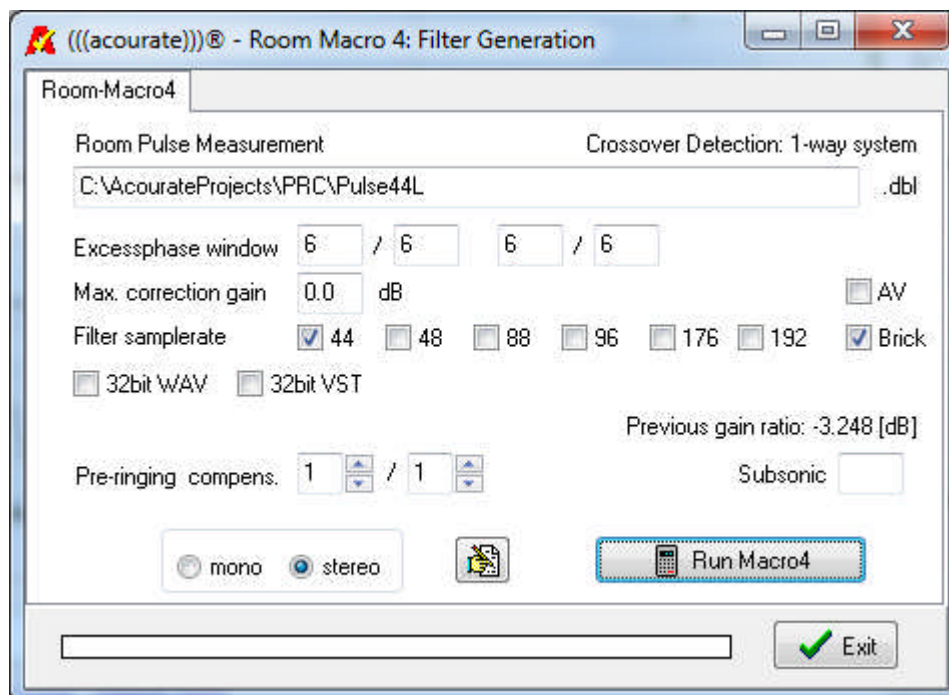 (((acourate)))® - Room Macro 4: Filter Generation
Room-Macro4
Room Pulse Measurement Crossover Detection: 1-way system
C:\AcourateProjects\PRC\Pulse44L .dbl
Excessphase window 6 / 6 6 / 6
Max. correction gain 0.0 dB AV
Filter samplerate 44 48 88 96 176 192 Brick
32bit WAV 32bit VST
Previous gain ratio: -3.248 [dB]
Pre-ringing compens. 1 / 1 Subsonic
mono stereo Run Macro4
Exit